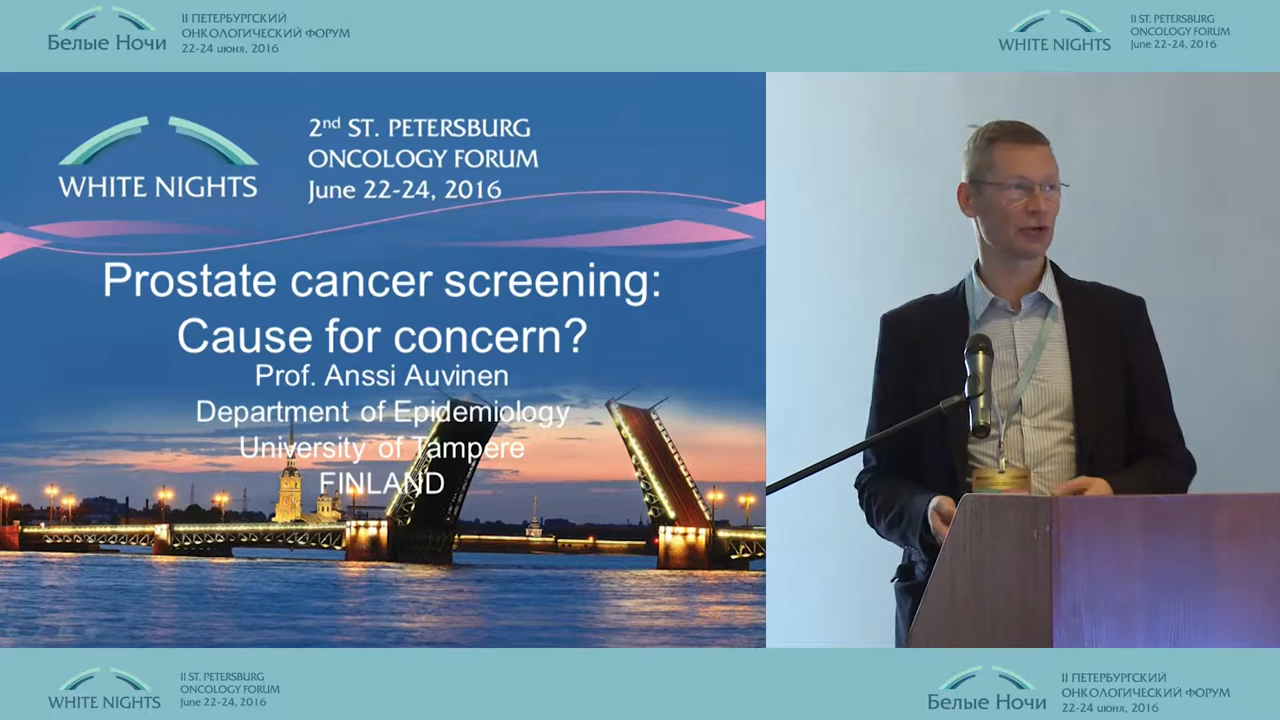 Белые Ночи
II ПЕТЕРБУРГСКИЙ
ОНКОЛОГИЧЕСКИЙ ФОРУМ
22-24 июня, 2016
WHITE NIGHTS
II ST. PETERSBURG
ONCOLOGY FORUM
June 22-24, 2016
WHITE NIGHTS
2nd ST. PETERSBURG
ONCOLOGY FORUM
June 22-24, 2016
Prostate cancer screening:
Cause for concern?
Prof. Anssi Auvinen
Department of Epidemiology
University of Tampere
FINLAND
WHITE NIGHTS
II ST. PETERSBURG
ONCOLOGY FORUM
June 22-24, 2016
Белые Ночи
II ПЕТЕРБУРГСКИЙ
ОНКОЛОГИЧЕСКИЙ ФОРУМ
22-24 июня, 2016